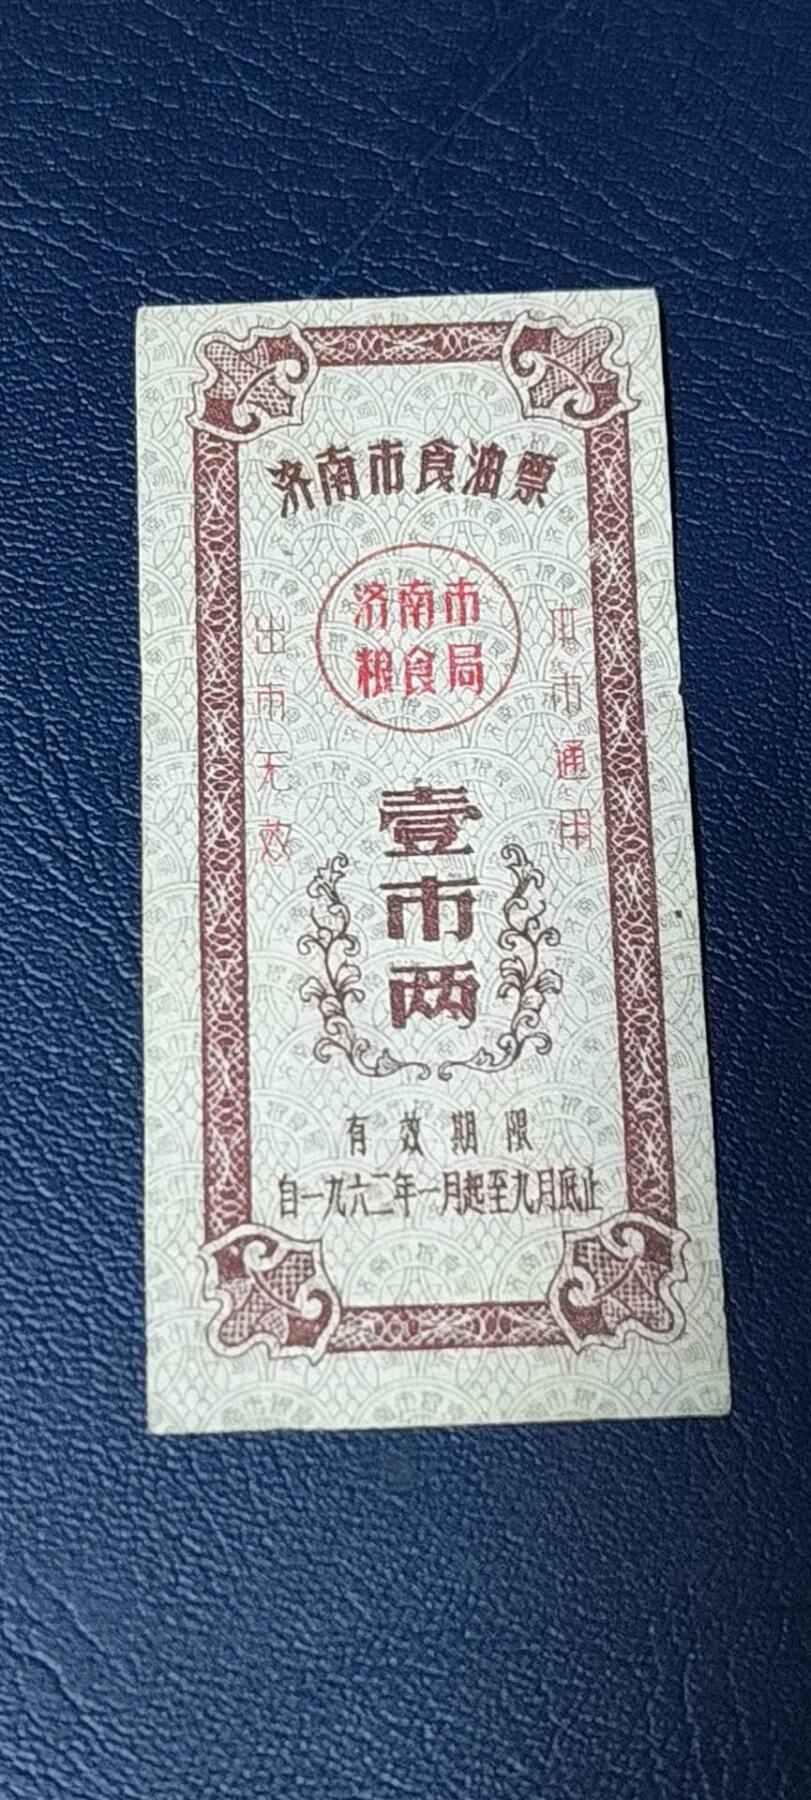 济南市食油票
济南市
粮食局
本市通用
出市无效
壹市两
有效期限
自一九六二年一月起至九月底止